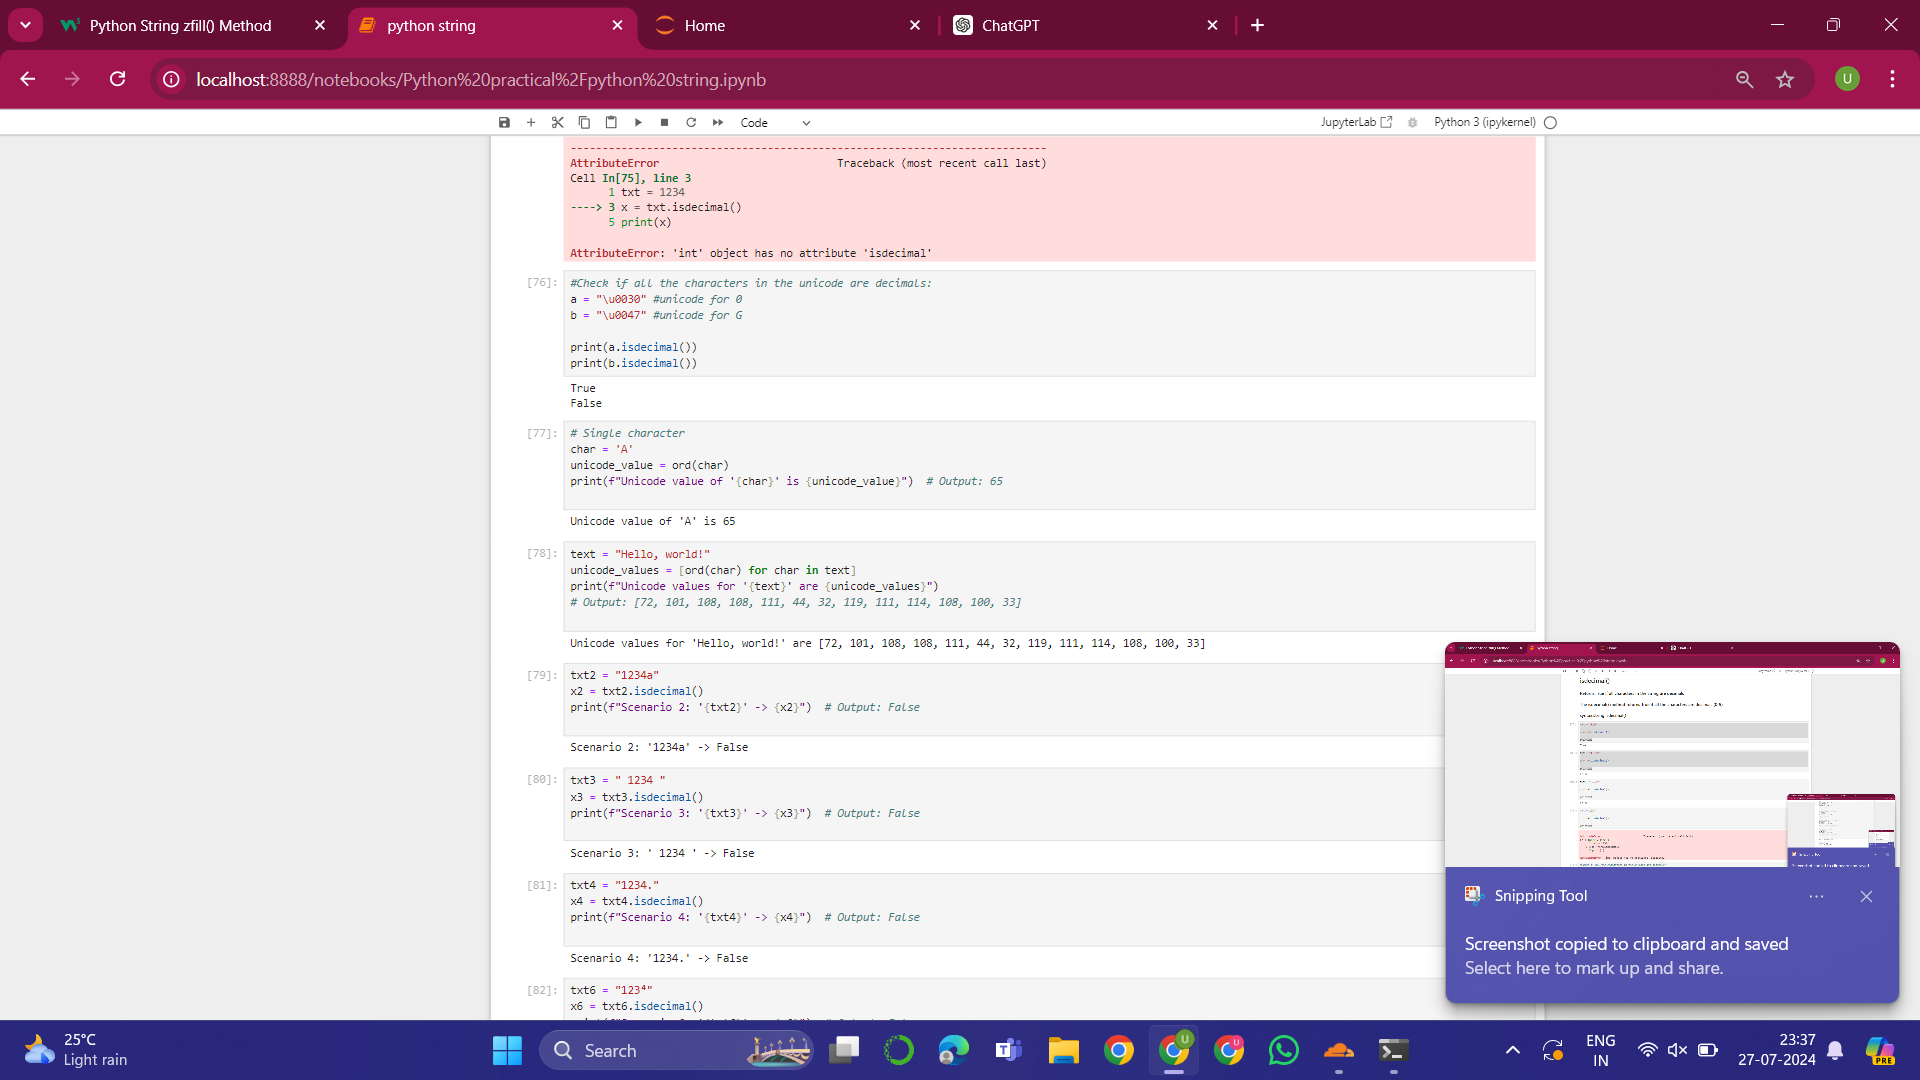 Python String zfill() Method
python string
Home
ChatGPT
localhost:8888/notebooks/Python%20practical%2Fpython%20string.ipynb
U
Code
JupyterLab
Python 3 (ipykernel)
---------------------------------------------------------------------------
AttributeError                            Traceback (most recent call last)
Cell In[75], line 3
1 txt = 1234
----> 3 x = txt.isdecimal()
5 print(x)
AttributeError: 'int' object has no attribute 'isdecimal'
[76]:
#Check if all the characters in the unicode are decimals:
a = "\u0030" #unicode for 0
b = "\u0047" #unicode for G
print(a.isdecimal())
print(b.isdecimal())
True
False
[77]:
# Single character
char = 'A'
unicode_value = ord(char)
print(f"Unicode value of '{char}' is {unicode_value}")  # Output: 65
Unicode value of 'A' is 65
[78]:
text = "Hello, world!"
unicode_values = [ord(char) for char in text]
print(f"Unicode values for '{text}' are {unicode_values}")
# Output: [72, 101, 108, 108, 111, 44, 32, 119, 111, 114, 108, 100, 33]
Unicode values for 'Hello, world!' are [72, 101, 108, 108, 111, 44, 32, 119, 111, 114, 108, 100, 33]
[79]:
txt2 = "1234a"
x2 = txt2.isdecimal()
print(f"Scenario 2: '{txt2}' -> {x2}")  # Output: False
Scenario 2: '1234a' -> False
[80]:
txt3 = " 1234 "
x3 = txt3.isdecimal()
print(f"Scenario 3: '{txt3}' -> {x3}")  # Output: False
Scenario 3: ' 1234 ' -> False
[81]:
txt4 = "1234."
x4 = txt4.isdecimal()
print(f"Scenario 4: '{txt4}' -> {x4}")  # Output: False
Scenario 4: '1234.' -> False
[82]:
txt6 = "123⁴"
x6 = txt6.isdecimal()
isdecimal()
Snipping Tool
Screenshot copied to clipboard and saved
Select here to mark up and share.
25°C
Light rain
Search
ENG
IN
23:37
27-07-2024
PRE